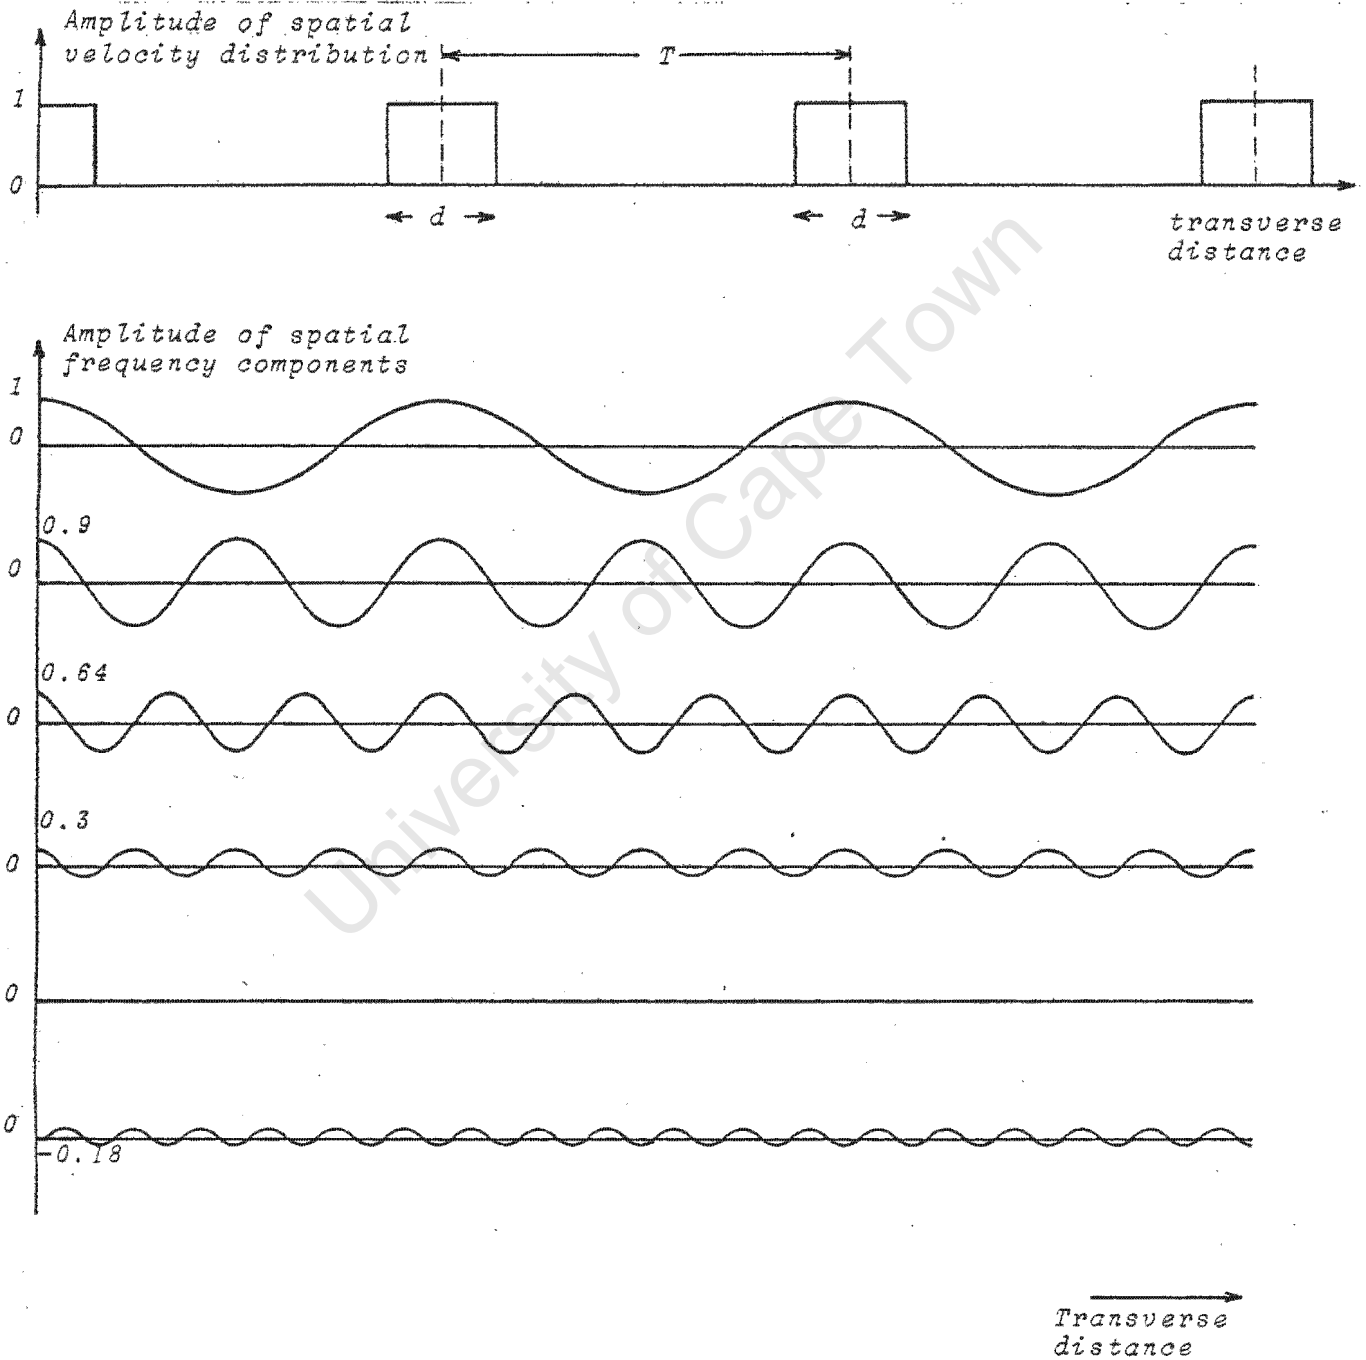 Amplitude of spatial
velocity distribution
T
1
0
d
d
transverse
distance
Amplitude of spatial
frequency components
1
0
0.9
0
0.64
0
0.3
0
0
0
-0.18
Transverse
distance
University of Cape Town